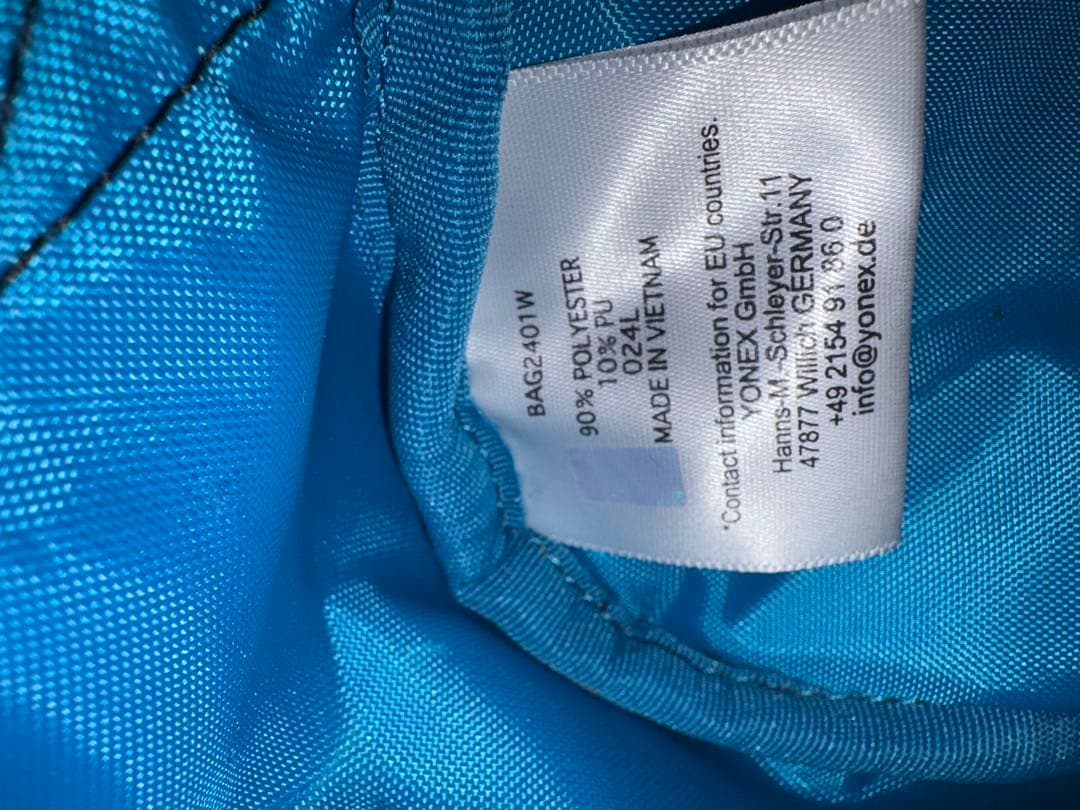 BAG2401W
90% POLYESTER
10% PU
024L
MADE IN VIETNAM
*Contact information for EU countries.
YONEX GmbH
Hanns-M.-Schleyer-Str.11
47877 Willich GERMANY
+49 2154 91 86 0
info@yonex.de